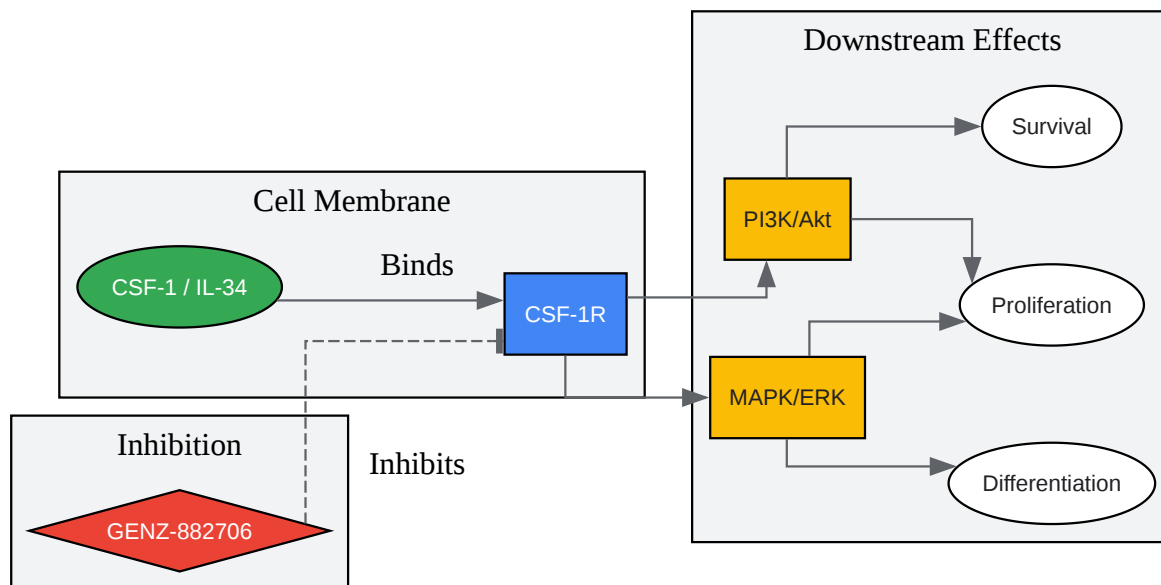 Downstream Effects
Survival
Cell Membrane
PI3K/Akt
Binds
CSF-1 / IL-34
CSF-1R
Proliferation
MAPK/ERK
Inhibition
Inhibits
Differentiation
GENZ-882706